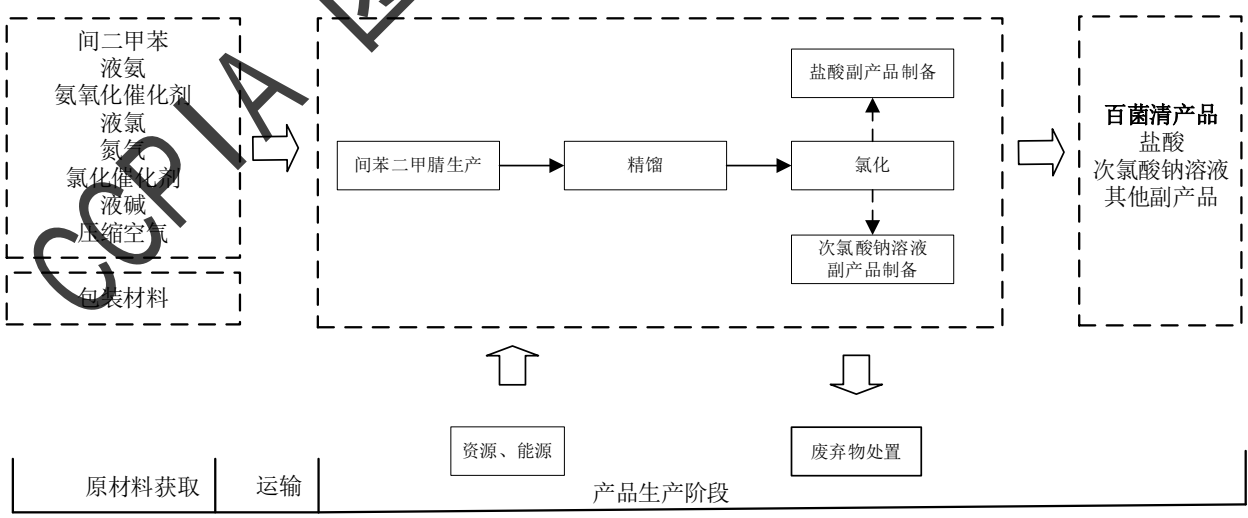 间二甲苯
液氨
氨氧化催化剂
液氯
氮气
氯化催化剂
液碱
压缩空气
包装材料
间苯二甲腈生产
精馏
氯化
盐酸副产品制备
次氯酸钠溶液
副产品制备
百菌清产品
盐酸
次氯酸钠溶液
其他副产品
资源、能源
废弃物处置
原材料获取
运输
产品生产阶段
CCPIA